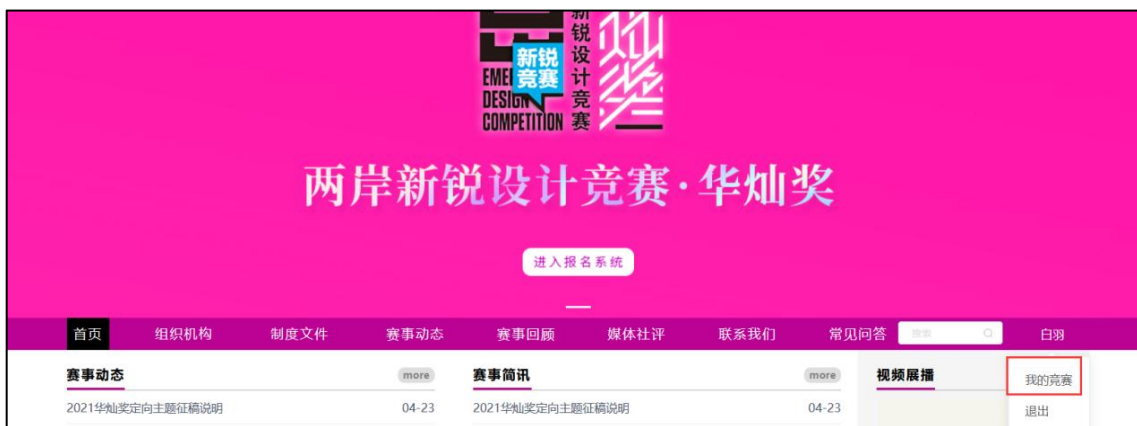 新锐设计竞赛
新锐
竞赛
DESIGN
COMPETITION
两岸新锐设计竞赛·华灿奖
进入报名系统
首页 组织机构 制度文件 赛事动态 赛事回顾 媒体社评 联系我们 常见问答 搜索 白羽
赛事动态 more 赛事简讯 more 视频展播 我的竞赛
2021华灿奖定向主题征稿说明 04-23 2021华灿奖定向主题征稿说明 04-23 退出